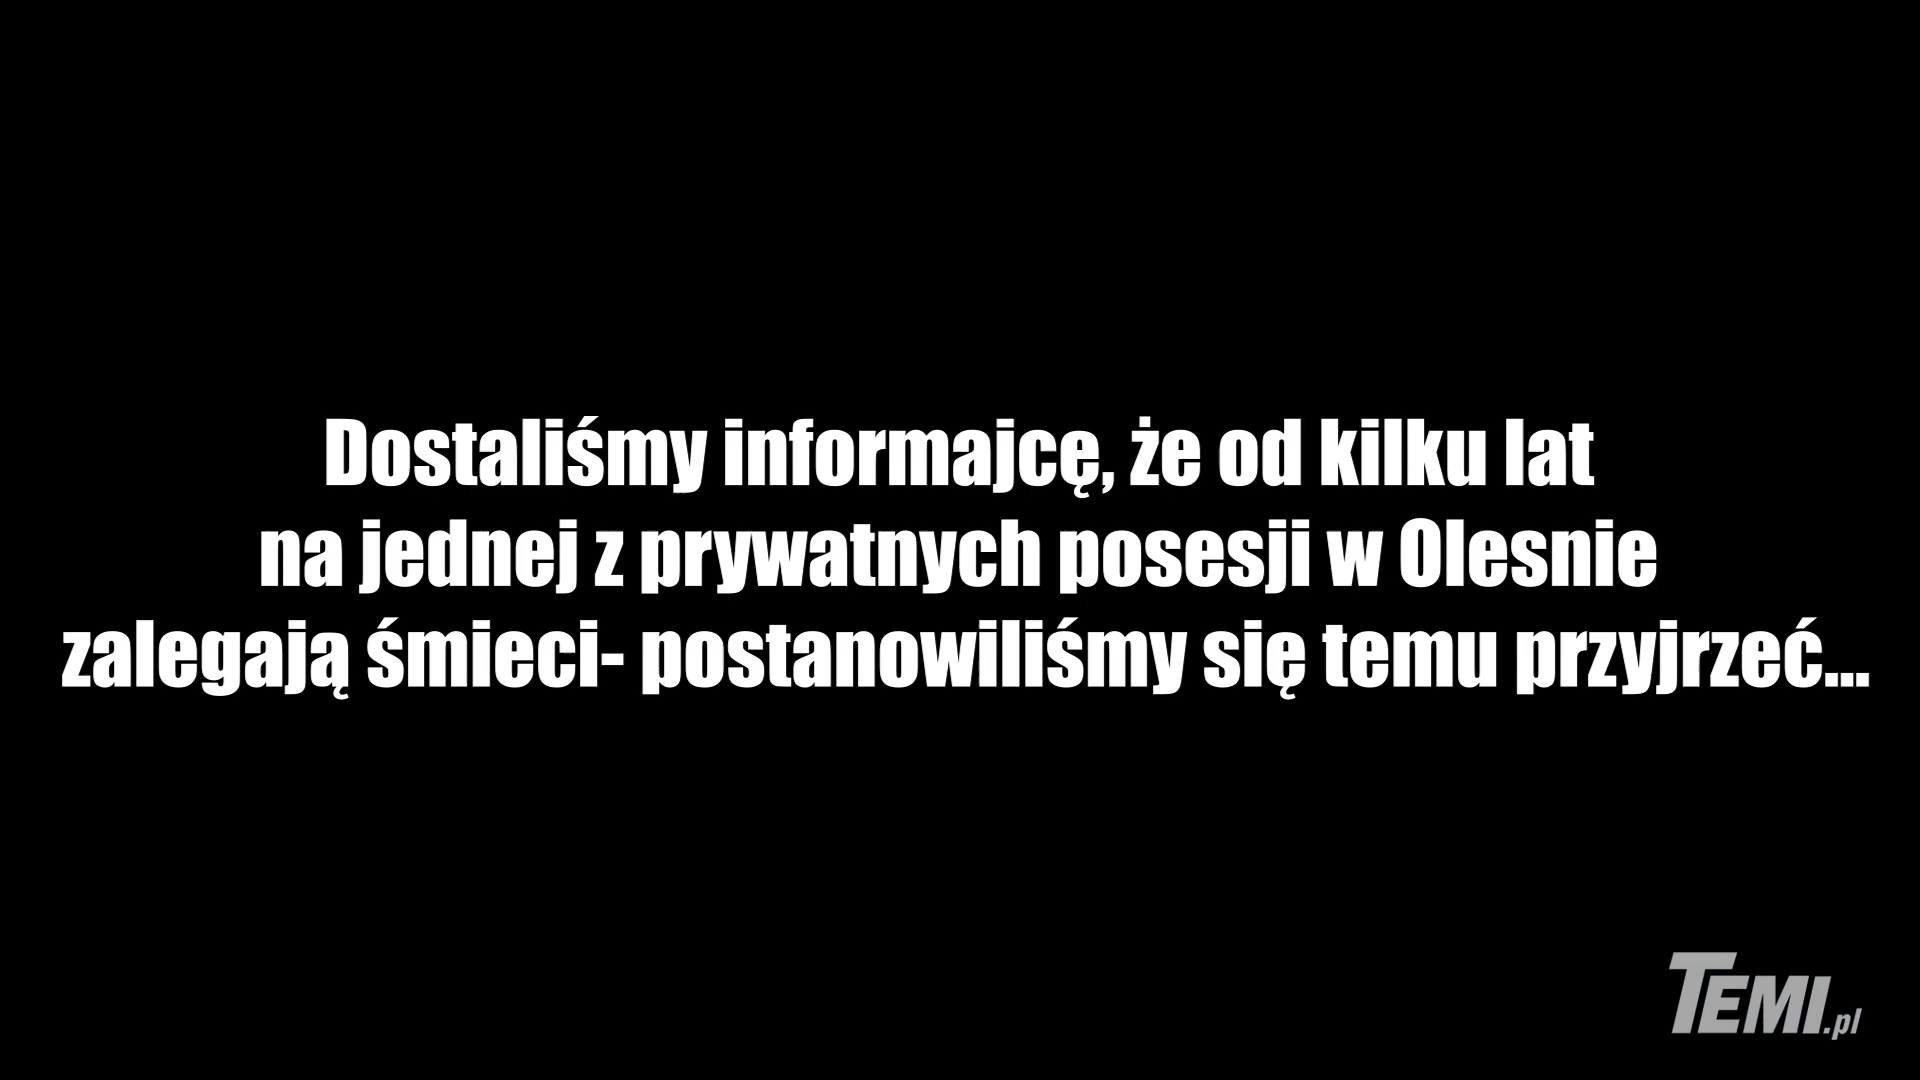 Dostaliśmy informajcę, że od kilku lat
na jednej z prywatnych posesji w Olesnie
zalegają śmieci- postanowiliśmy się temu przyjrzeć...
TEMI.pl